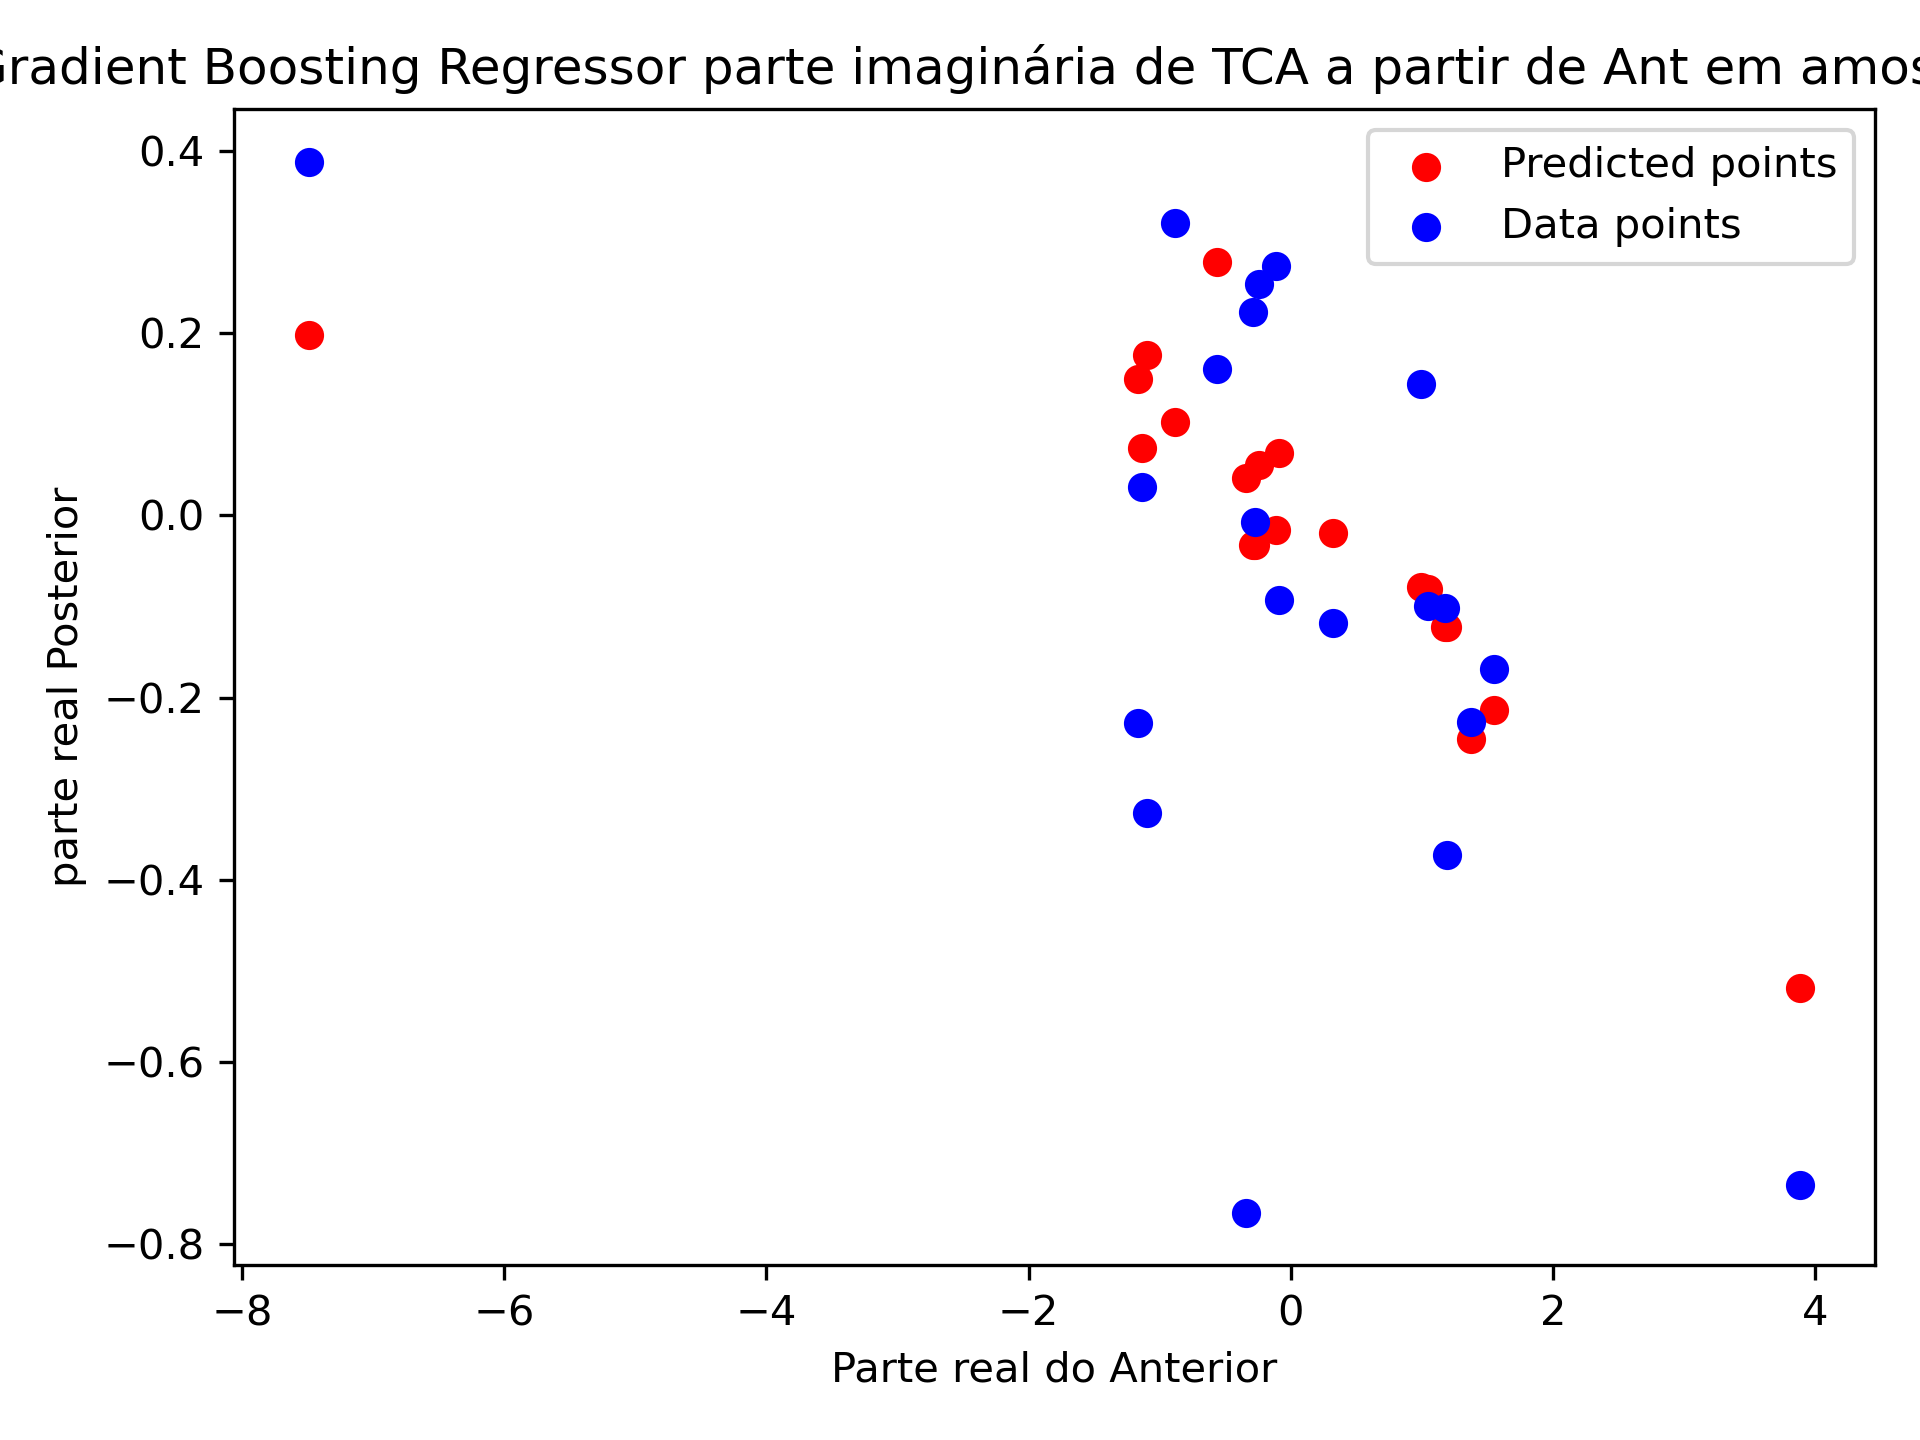 Gradient Boosting Regressor parte imaginária de TCA a partir de Ant em amos
Predicted points
Data points
0.4
0.2
0.0
−0.2
−0.4
−0.6
−0.8
parte real Posterior
−8 −6 −4 −2 0 2 4
Parte real do Anterior